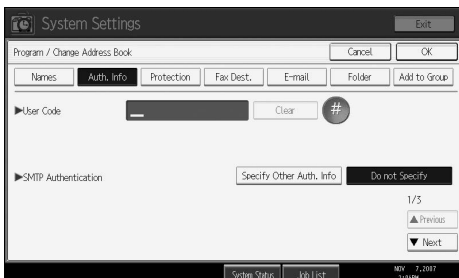 System Settings
Exit
Program / Change Address Book
Cancel
OK
Names
Auth. Info
Protection
Fax Dest.
E-mail
Folder
Add to Group
▶User Code
Clear
#
▶SMTP Authentication
Specify Other Auth. Info
Do not Specify
1/3
▲ Previous
▼ Next
System Status
Job List
NOV 7,2007